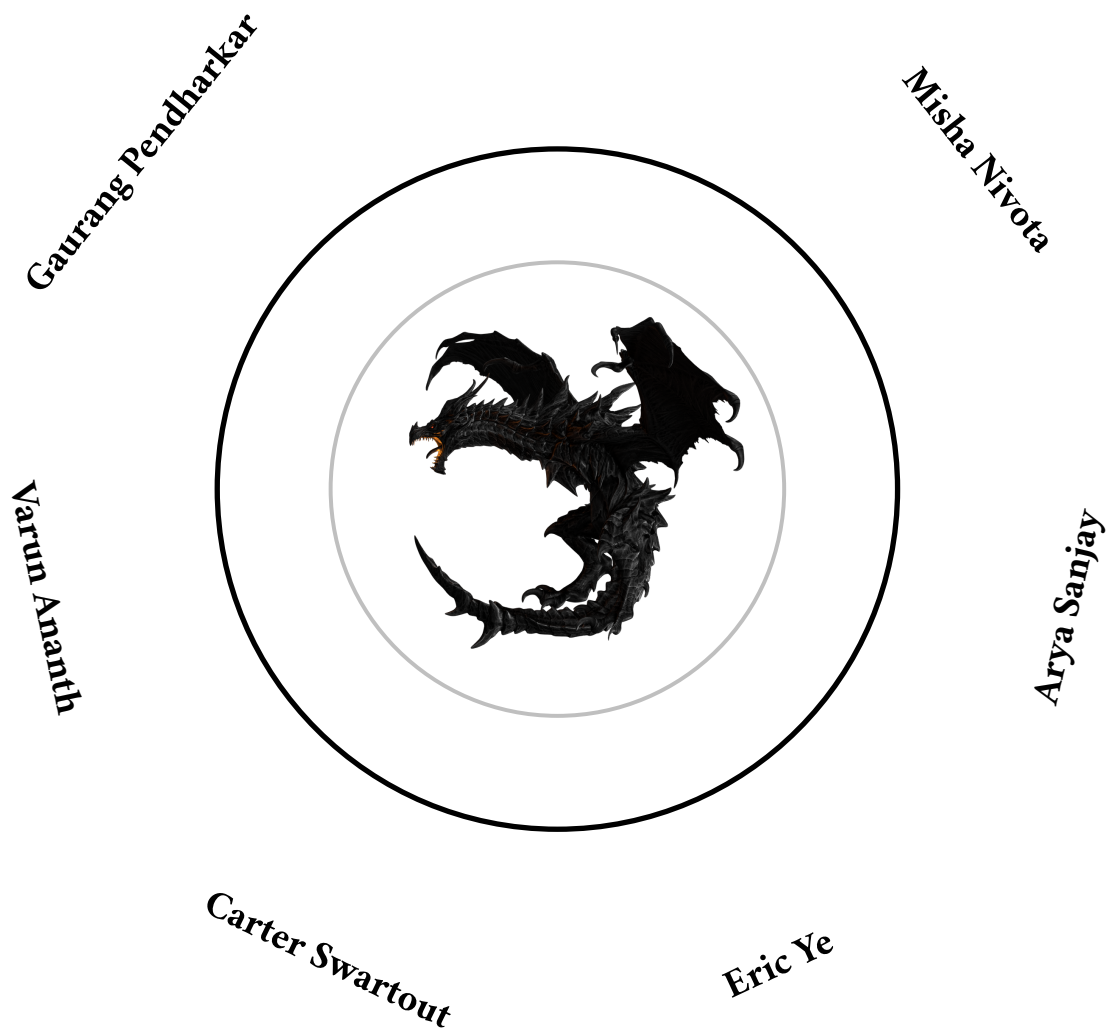 Gaurang Pendharkar
Misha Nivota
Varun Ananth
Arya Sanjay
Carter Swartout
Eric Ye